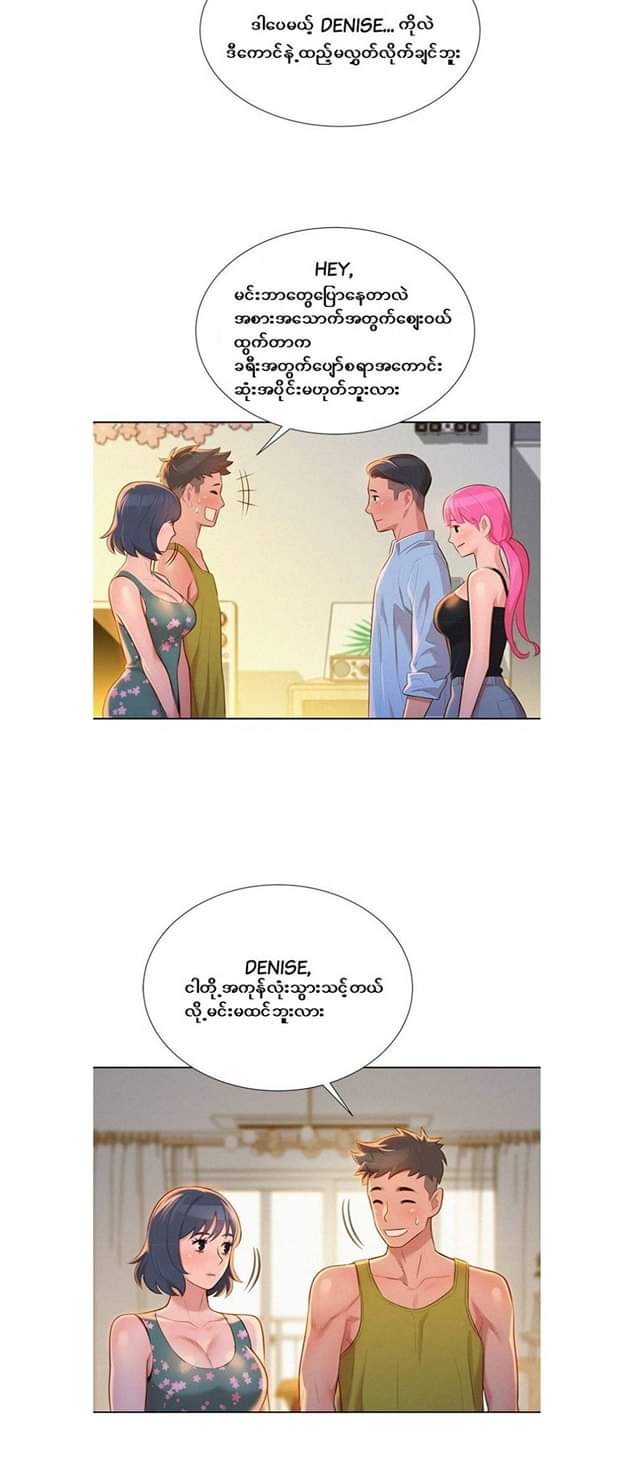 ဒါပေမယ့် DENISE... ကိုလဲ
ဒီကောင်နဲ့ထည့်မလွှတ်လိုက်ချင်ဘူး
HEY,
မင်းဘာတွေပြောနေတာလဲ
အစားအသောက်အတွက်ဈေးဝယ်
ထွက်တာက
ခရီးအတွက်ပျော်စရာအကောင်း
ဆုံးအပိုင်းမဟုတ်ဘူးလား
DENISE,
ငါတို့အကုန်လုံးသွားသင့်တယ်
လို့မင်းမထင်ဘူးလား